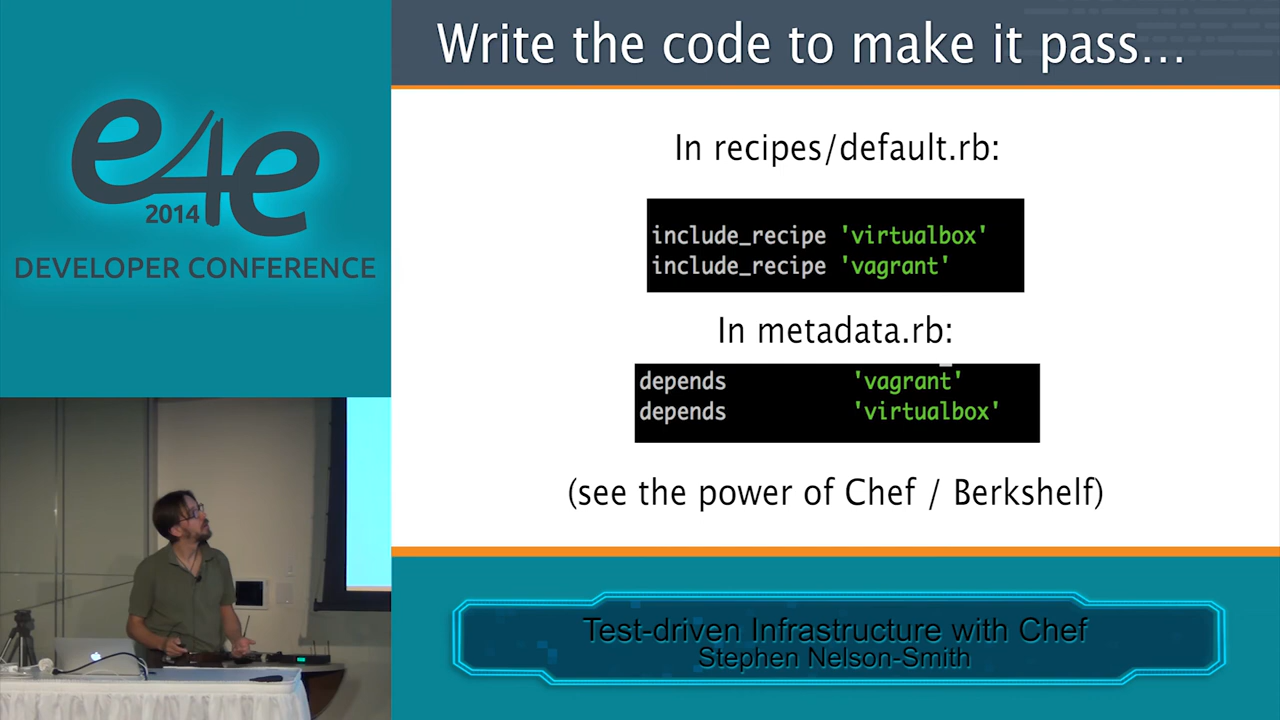 e4e
2014
DEVELOPER CONFERENCE
Write the code to make it pass...
In recipes/default.rb:
include_recipe 'virtualbox'
include_recipe 'vagrant'
In metadata.rb:
depends 'vagrant'
depends 'virtualbox'
(see the power of Chef / Berkshelf)
Test-driven Infrastructure with Chef
Stephen Nelson-Smith